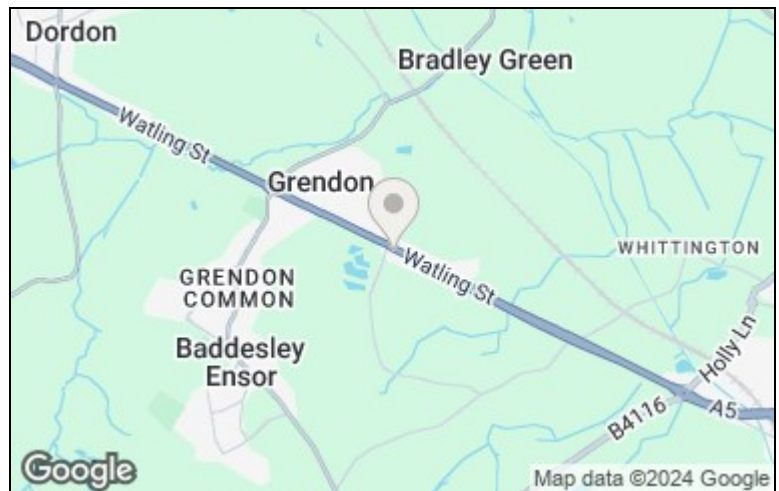 Dordon
Bradley Green
Watling St
Grendon
Watling St
WHITTINGTON
GRENDON
COMMON
Holly Ln
Baddesley
Ensor
B4116
A5
Google
Map data ©2024 Google